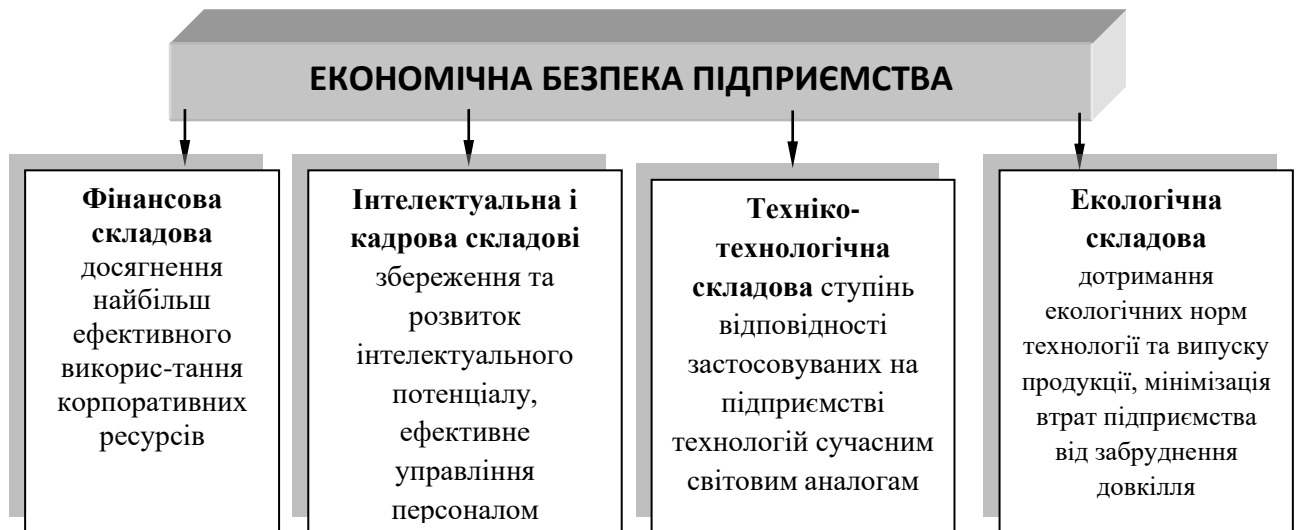 ЕКОНОМІЧНА БЕЗПЕКА ПІДПРИЄМСТВА
Фінансова
складова
досягнення
найбільш
ефективного
викорис-тання
корпоративних
ресурсів
Інтелектуальна і
кадрова складові
збереження та
розвиток
інтелектуального
потенціалу,
ефективне
управління
персоналом
Техніко-
технологічна
складова ступінь
відповідності
застосовуваних на
підприємстві
технологій сучасним
світовим аналогам
Екологічна
складова
дотримання
екологічних норм
технології та випуску
продукції, мінімізація
втрат підприємства
від забруднення
довкілля